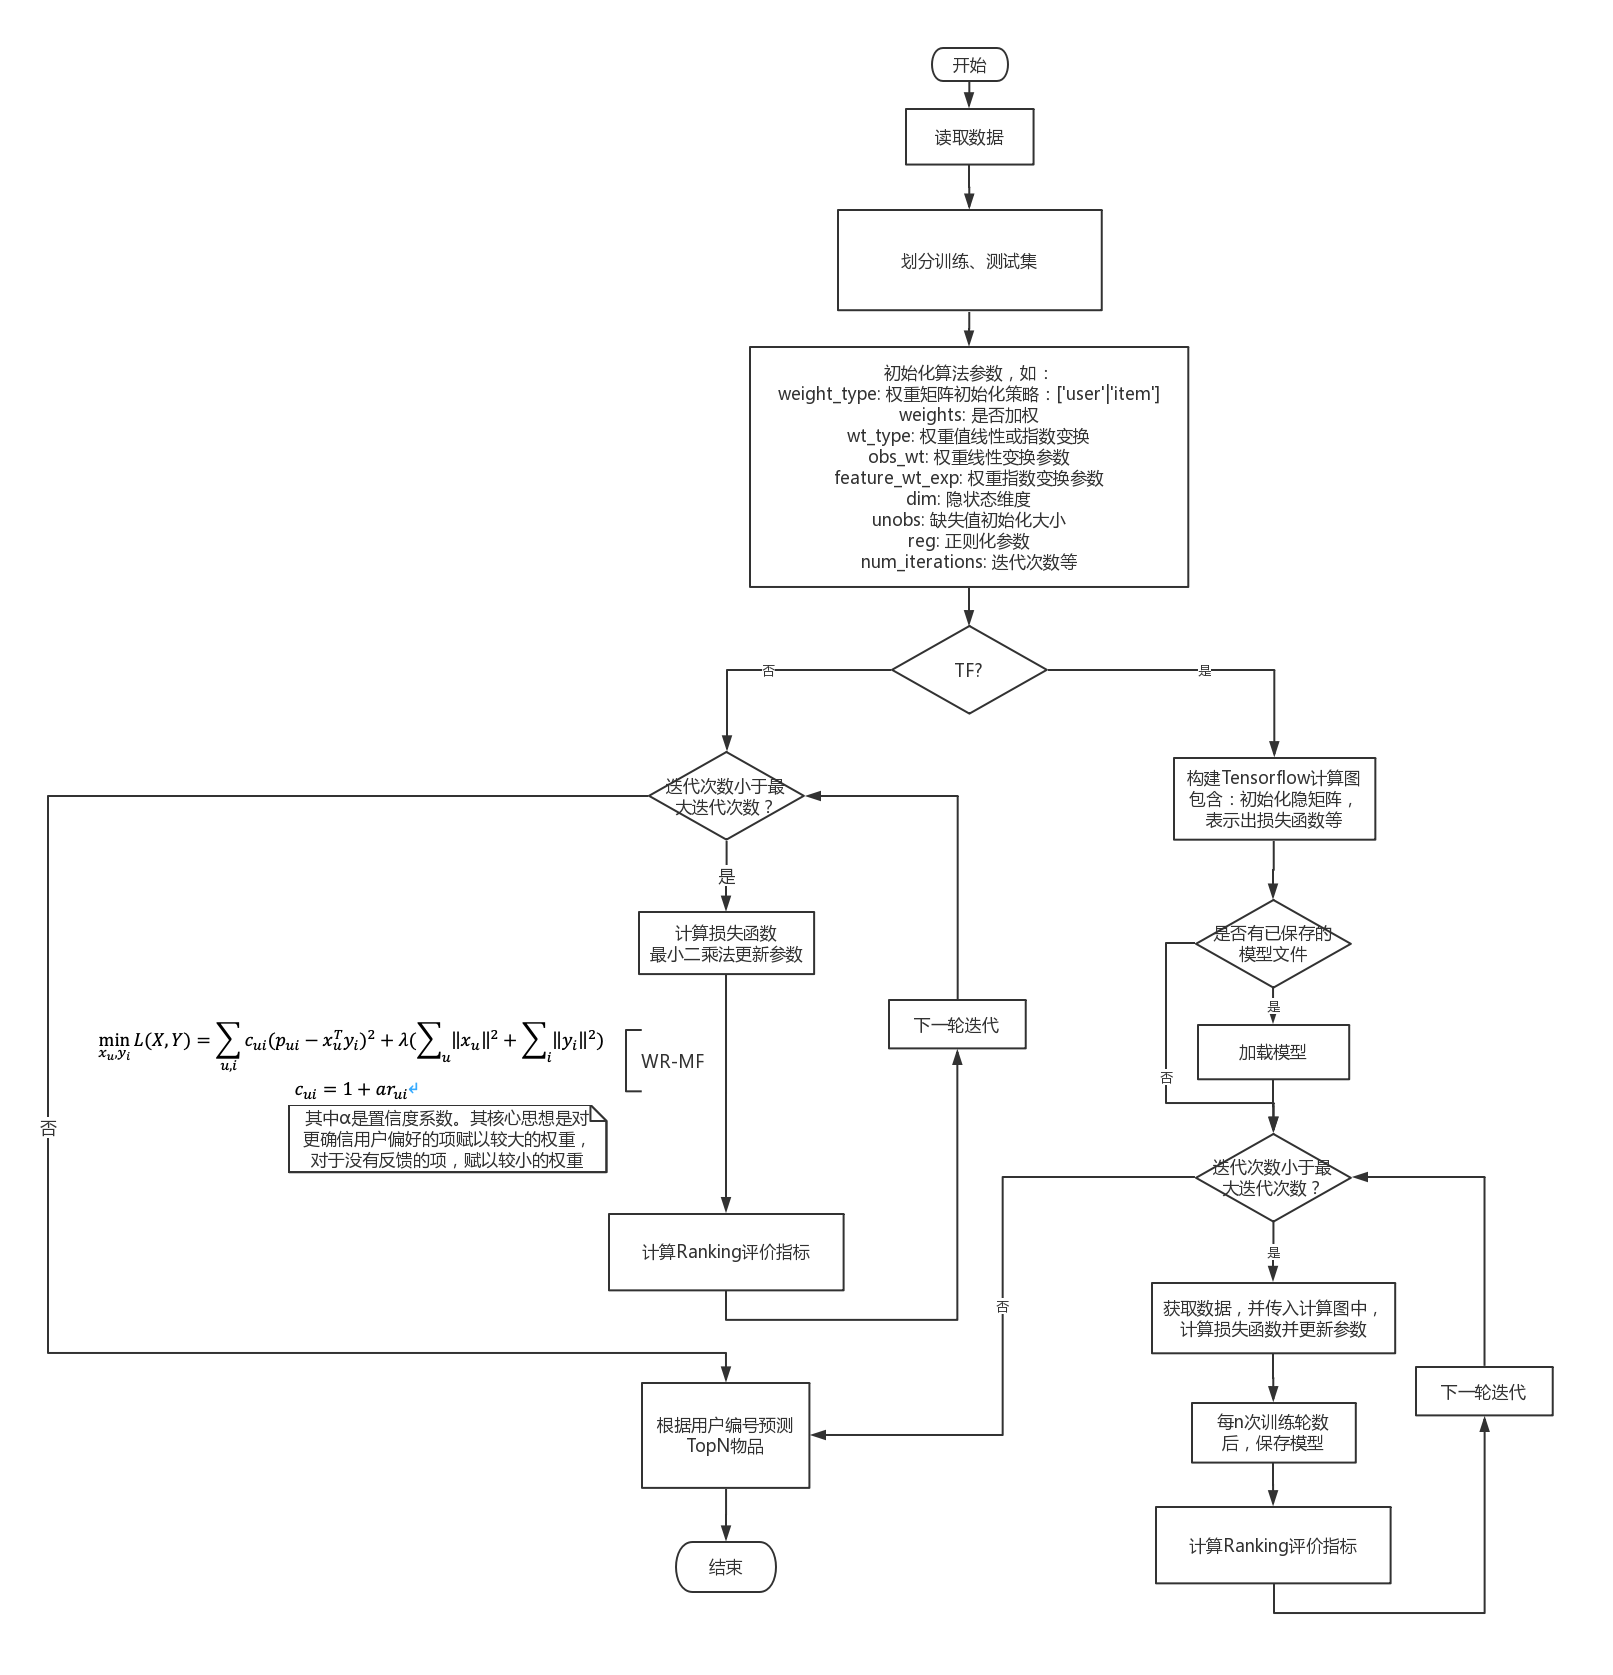 开始
读取数据
划分训练、测试集
初始化算法参数，如：
weight_type: 权重矩阵初始化策略：['user'|'item']
weights: 是否加权
wt_type: 权重值线性或指数变换
obs_wt: 权重线性变换参数
feature_wt_exp: 权重指数变换参数
dim: 隐状态维度
unobs: 缺失值初始化大小
reg: 正则化参数
num_iterations: 迭代次数等
TF?
否
是
迭代次数小于最
大迭代次数？
是
计算损失函数
最小二乘法更新参数
下一轮迭代
min_{x_u,y_i} L(X,Y) = ∑_{u,i} c_{ui}(p_{ui} − x_u^T y_i)² + λ(∑_u ‖x_u‖² + ∑_i ‖y_i‖²)
c_{ui} = 1 + ar_{ui}↵
WR-MF
其中α是置信度系数。其核心思想是对
更确信用户偏好的项赋以较大的权重，
对于没有反馈的项，赋以较小的权重
否
计算Ranking评价指标
根据用户编号预测
TopN物品
结束
构建Tensorflow计算图
包含：初始化隐矩阵，
表示出损失函数等
是否有已保存的
模型文件
是
加载模型
否
迭代次数小于最
大迭代次数？
是
否
获取数据，并传入计算图中，
计算损失函数并更新参数
下一轮迭代
每n次训练轮数
后，保存模型
计算Ranking评价指标